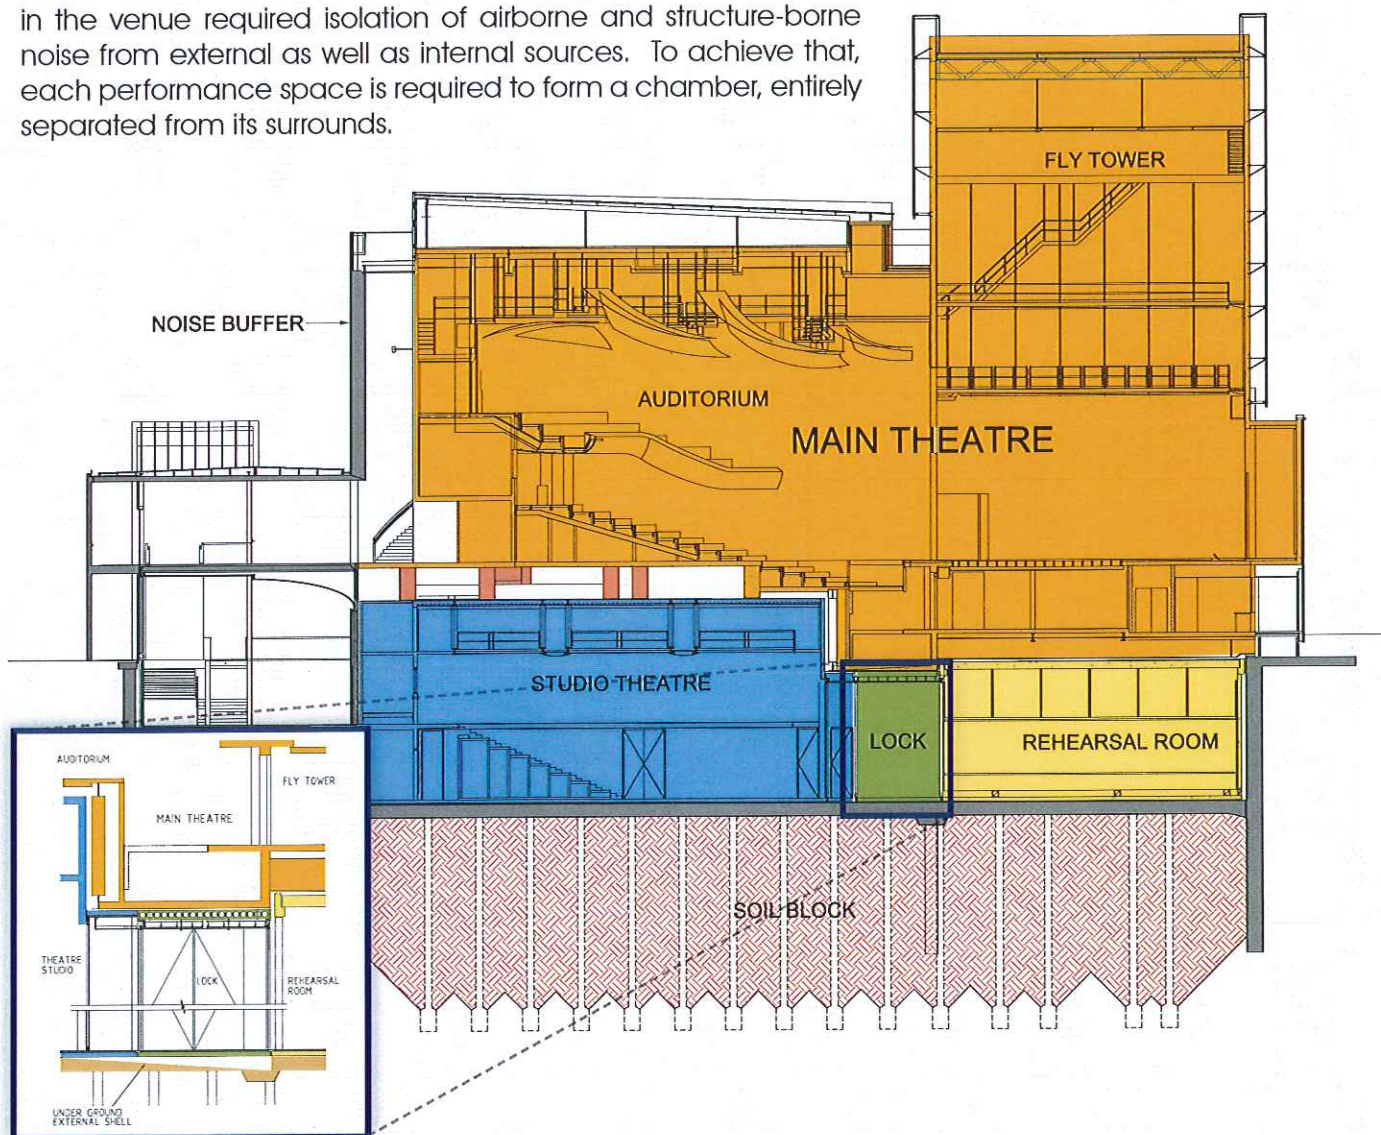 in the venue required isolation of airborne and structure-borne
noise from external as well as internal sources. To achieve that,
each performance space is required to form a chamber, entirely
separated from its surrounds.
FLY TOWER
NOISE BUFFER
AUDITORIUM
MAIN THEATRE
STUDIO THEATRE
LOCK
REHEARSAL ROOM
SOIL BLOCK
AUDITORIUM
FLY TOWER
MAIN THEATRE
THEATRE
STUDIO
LOCK
REHEARSAL
ROOM
UNDER GROUND
EXTERNAL SHELL